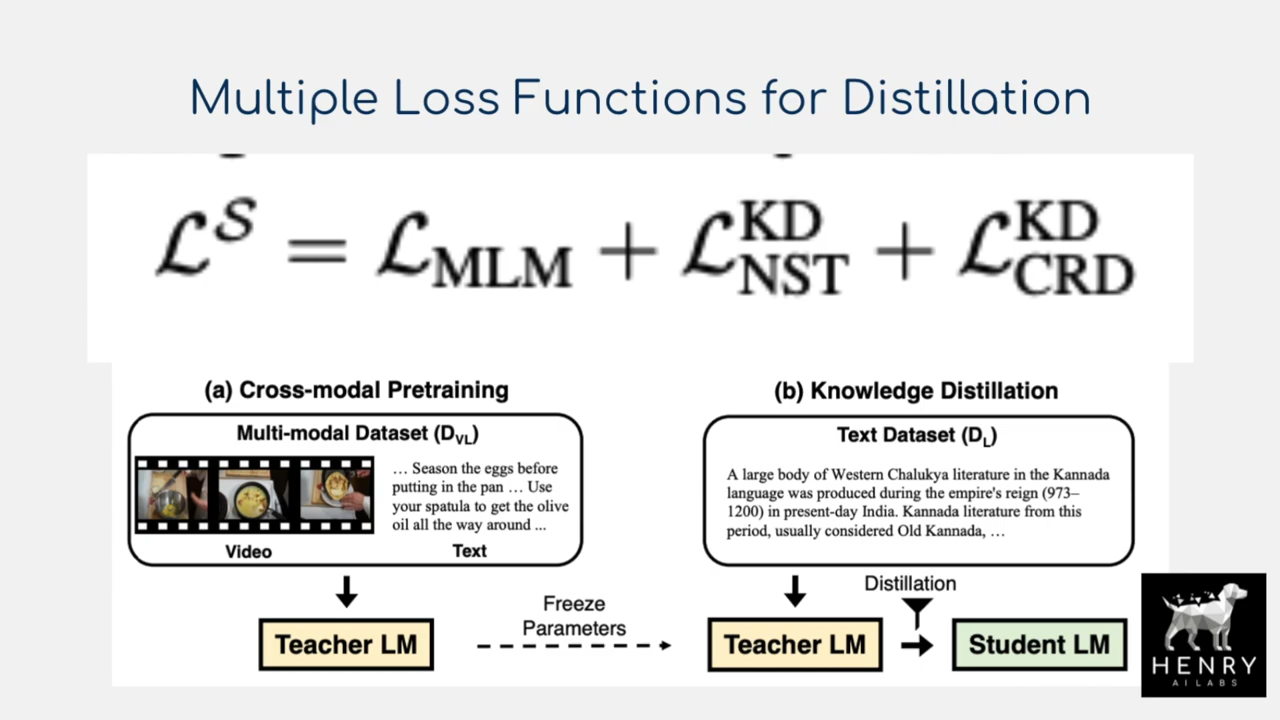 Multiple Loss Functions for Distillation
ℒ^𝒮 = ℒ_MLM + ℒ^KD_NST + ℒ^KD_CRD
(a) Cross-modal Pretraining
Multi-modal Dataset (D_VL)
… Season the eggs before
putting in the pan … Use
your spatula to get the olive
oil all the way around ...
Video
Text
Teacher LM
Freeze
Parameters
(b) Knowledge Distillation
Text Dataset (D_L)
A large body of Western Chalukya literature in the Kannada
language was produced during the empire's reign (973–
1200) in present-day India. Kannada literature from this
period, usually considered Old Kannada, …
Distillation
Teacher LM
Student LM
HENRY
AI LABS